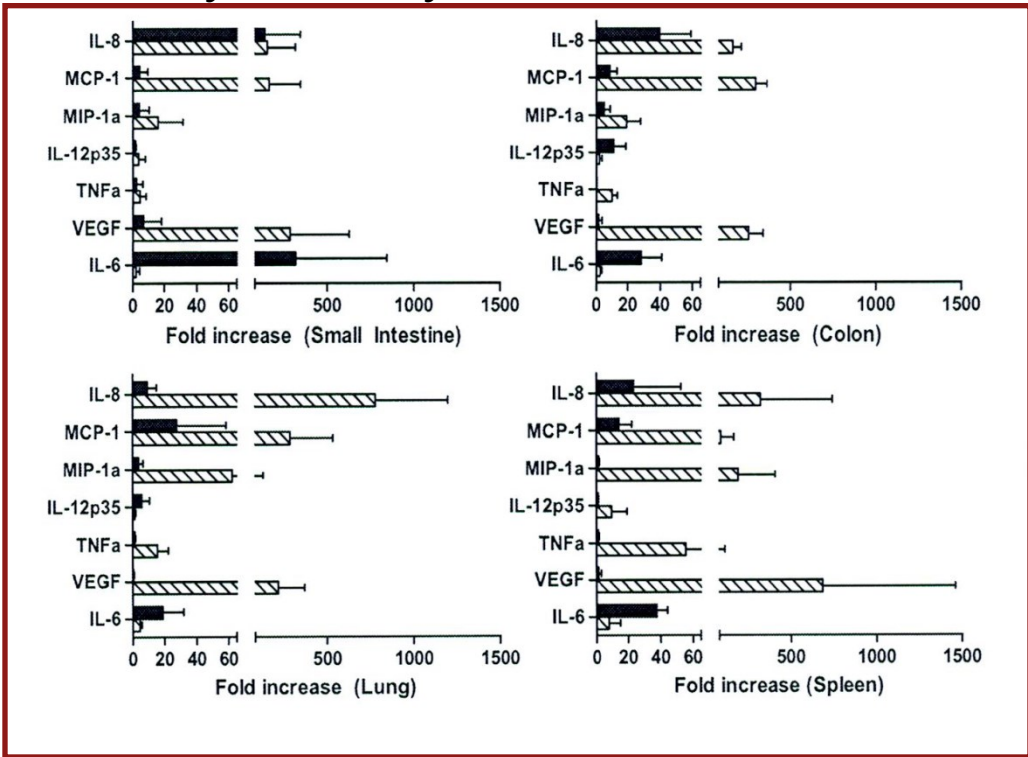 IL-8
MCP-1
MIP-1a
IL-12p35
TNFa
VEGF
IL-6
0 20 40 60 500 1000 1500
Fold increase (Small Intestine)
IL-8
MCP-1
MIP-1a
IL-12p35
TNFa
VEGF
IL-6
0 20 40 60 500 1000 1500
Fold increase (Colon)
IL-8
MCP-1
MIP-1a
IL-12p35
TNFa
VEGF
IL-6
0 20 40 60 500 1000 1500
Fold increase (Lung)
IL-8
MCP-1
MIP-1a
IL-12p35
TNFa
VEGF
IL-6
0 20 40 60 500 1000 1500
Fold increase (Spleen)